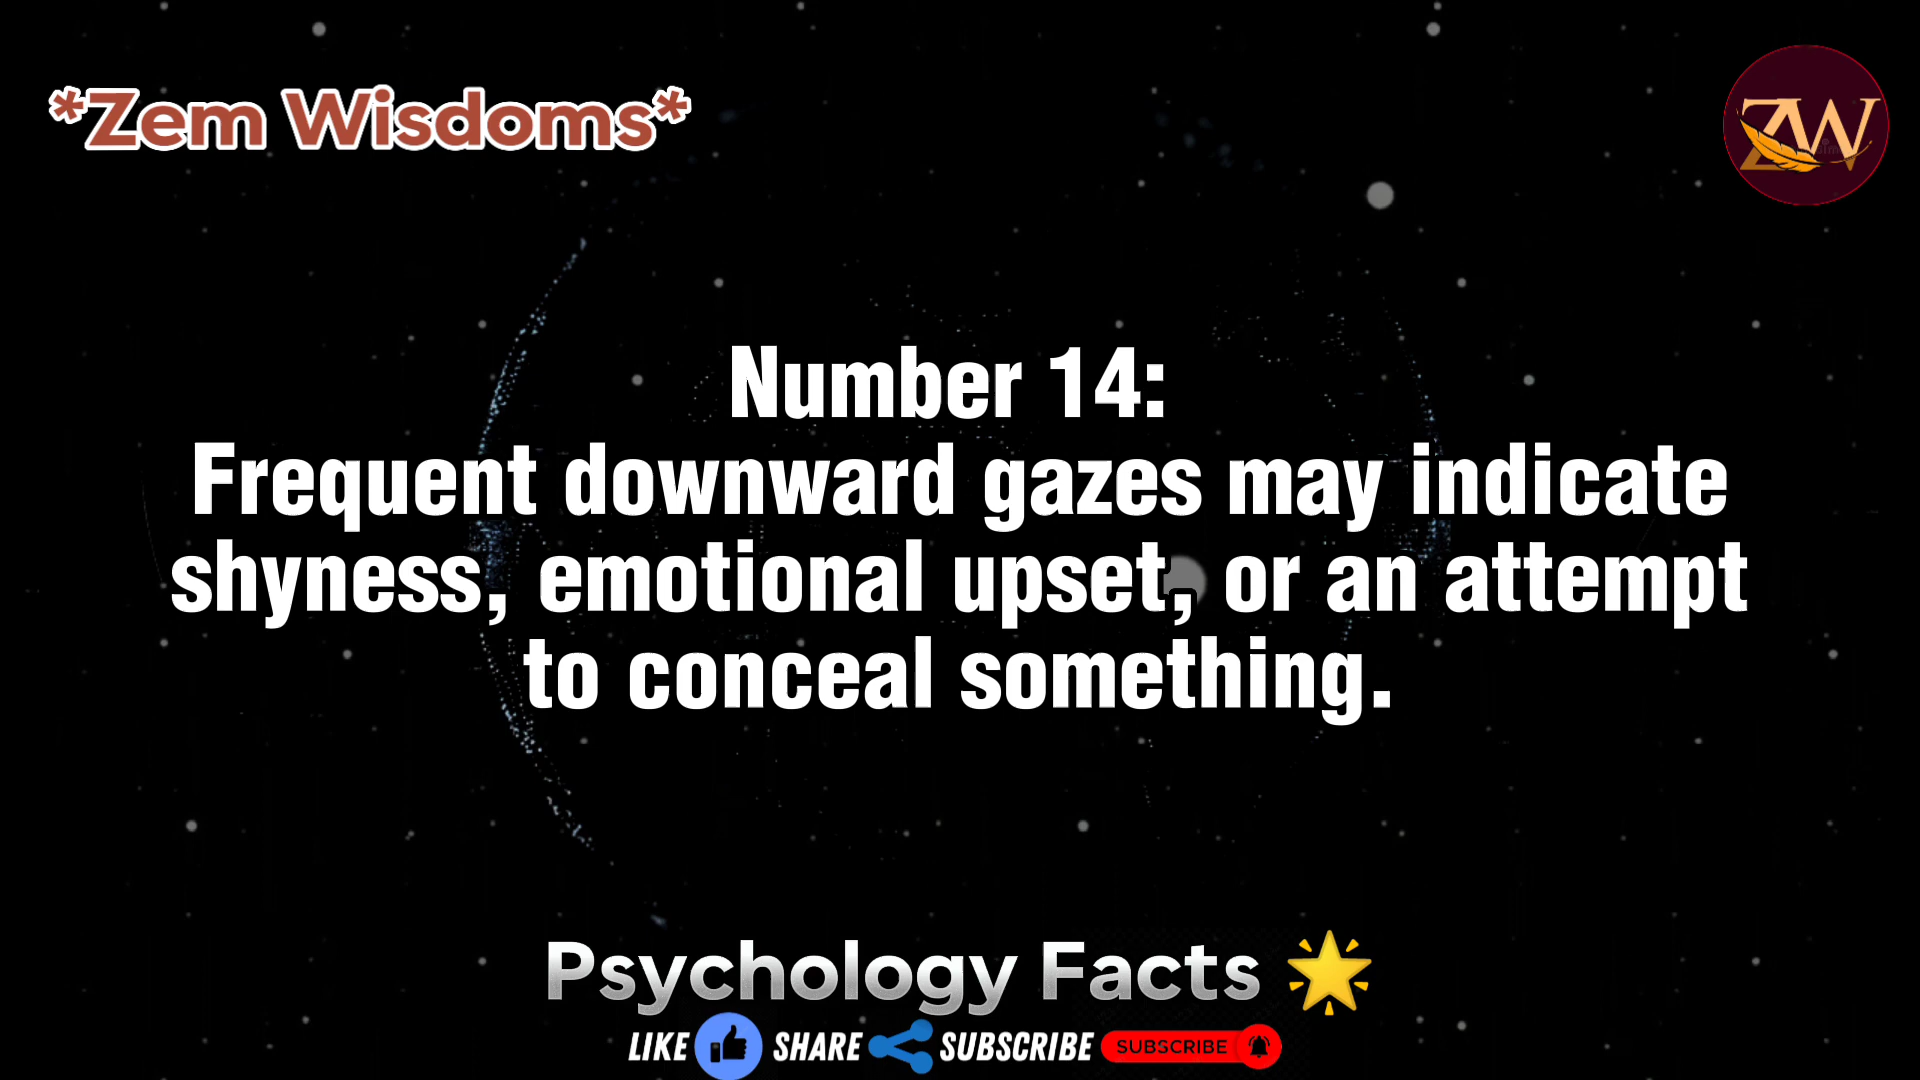 *Zem Wisdoms*
ZW
Number 14:
Frequent downward gazes may indicate
shyness, emotional upset, or an attempt
to conceal something.
Psychology Facts
LIKE SHARE SUBSCRIBE SUBSCRIBE